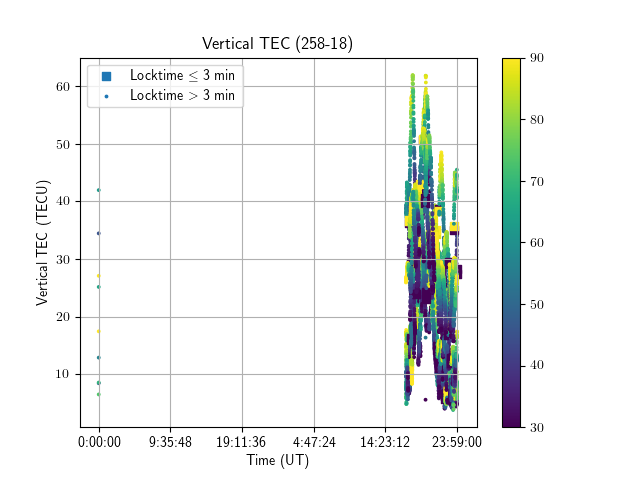 Vertical TEC (258-18)
Locktime ≤ 3 min
Locktime > 3 min
60
50
40
30
20
10
Vertical TEC (TECU)
0:00:00 9:35:48 19:11:36 4:47:24 14:23:12 23:59:00
Time (UT)
90
80
70
60
50
40
30